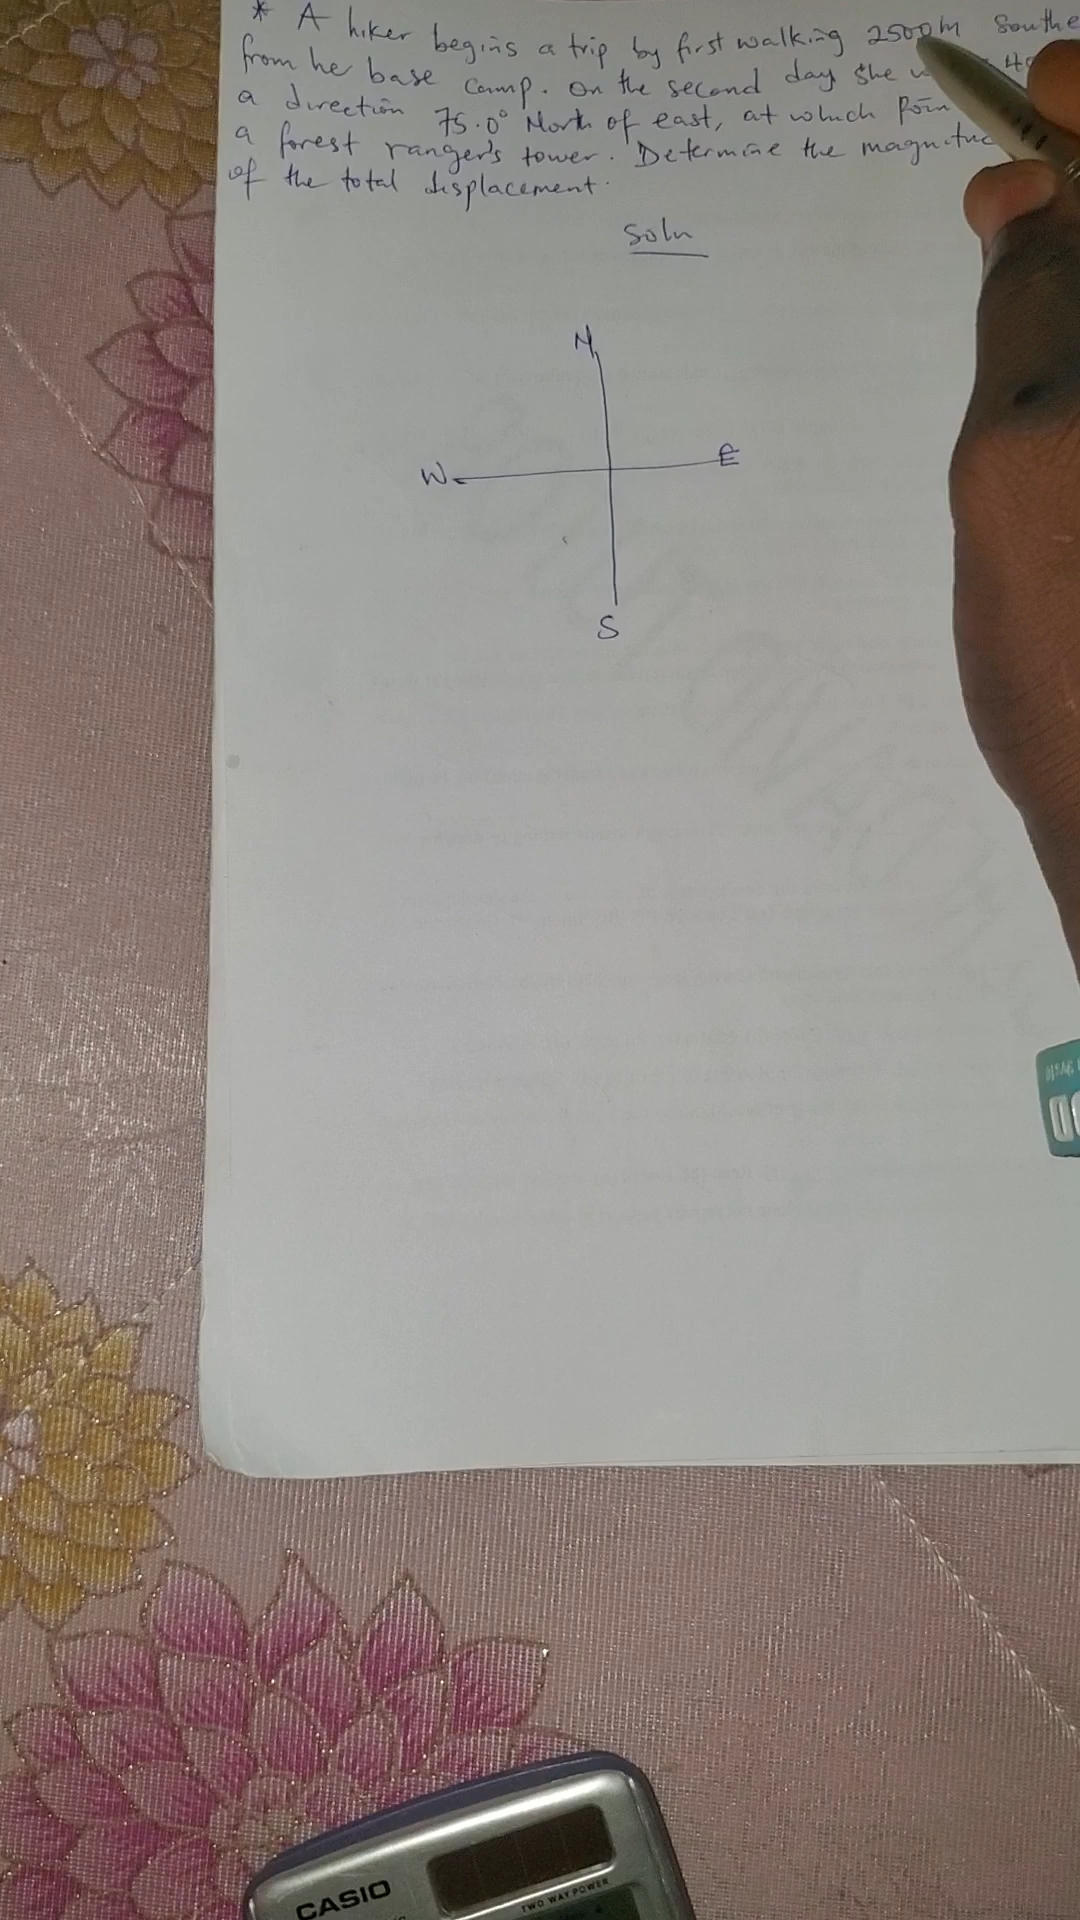 * A hiker begins a trip by first walking 2500m Southe
from he base camp. On the second day she
a direction 75.0° North of east, at which Poin
a forest ranger's tower. Determine the magnitud
of the total displacement.
Soln
N
W
E
S
CASIO
TWO WAY POWER